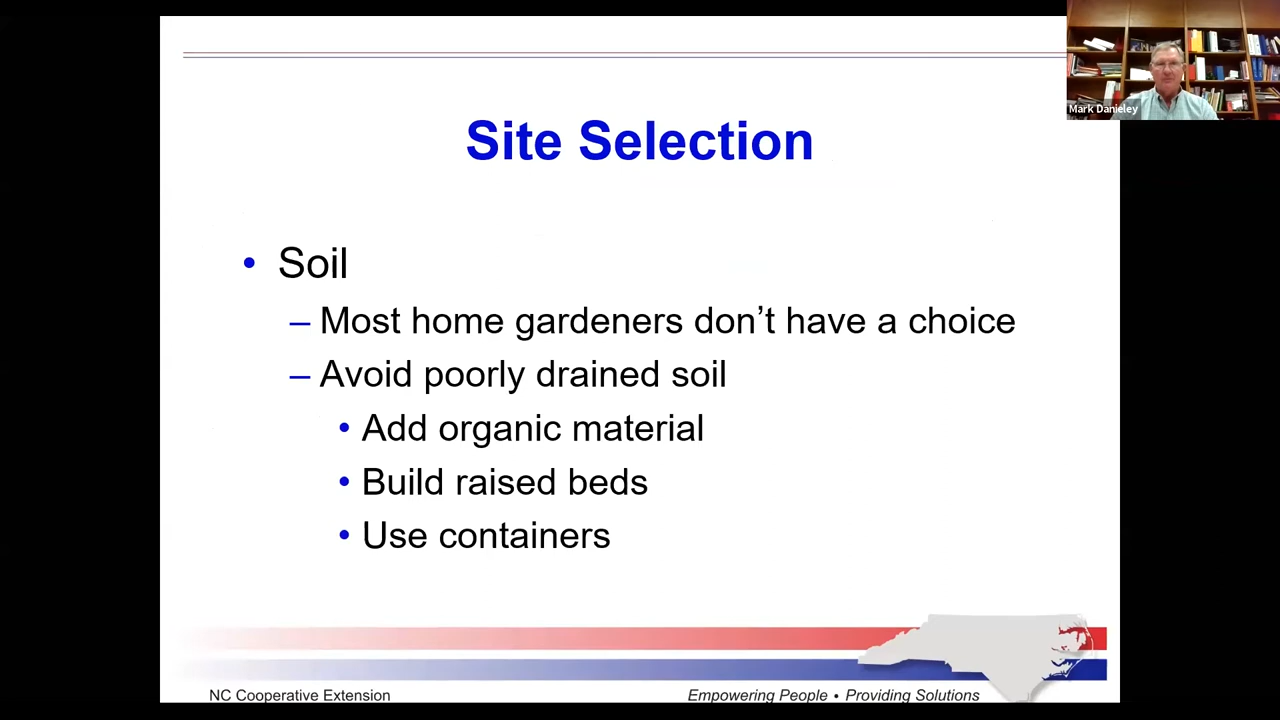 Mark Danieley
Site Selection
• Soil
– Most home gardeners don’t have a choice
– Avoid poorly drained soil
• Add organic material
• Build raised beds
• Use containers
NC Cooperative Extension
Empowering People • Providing Solutions